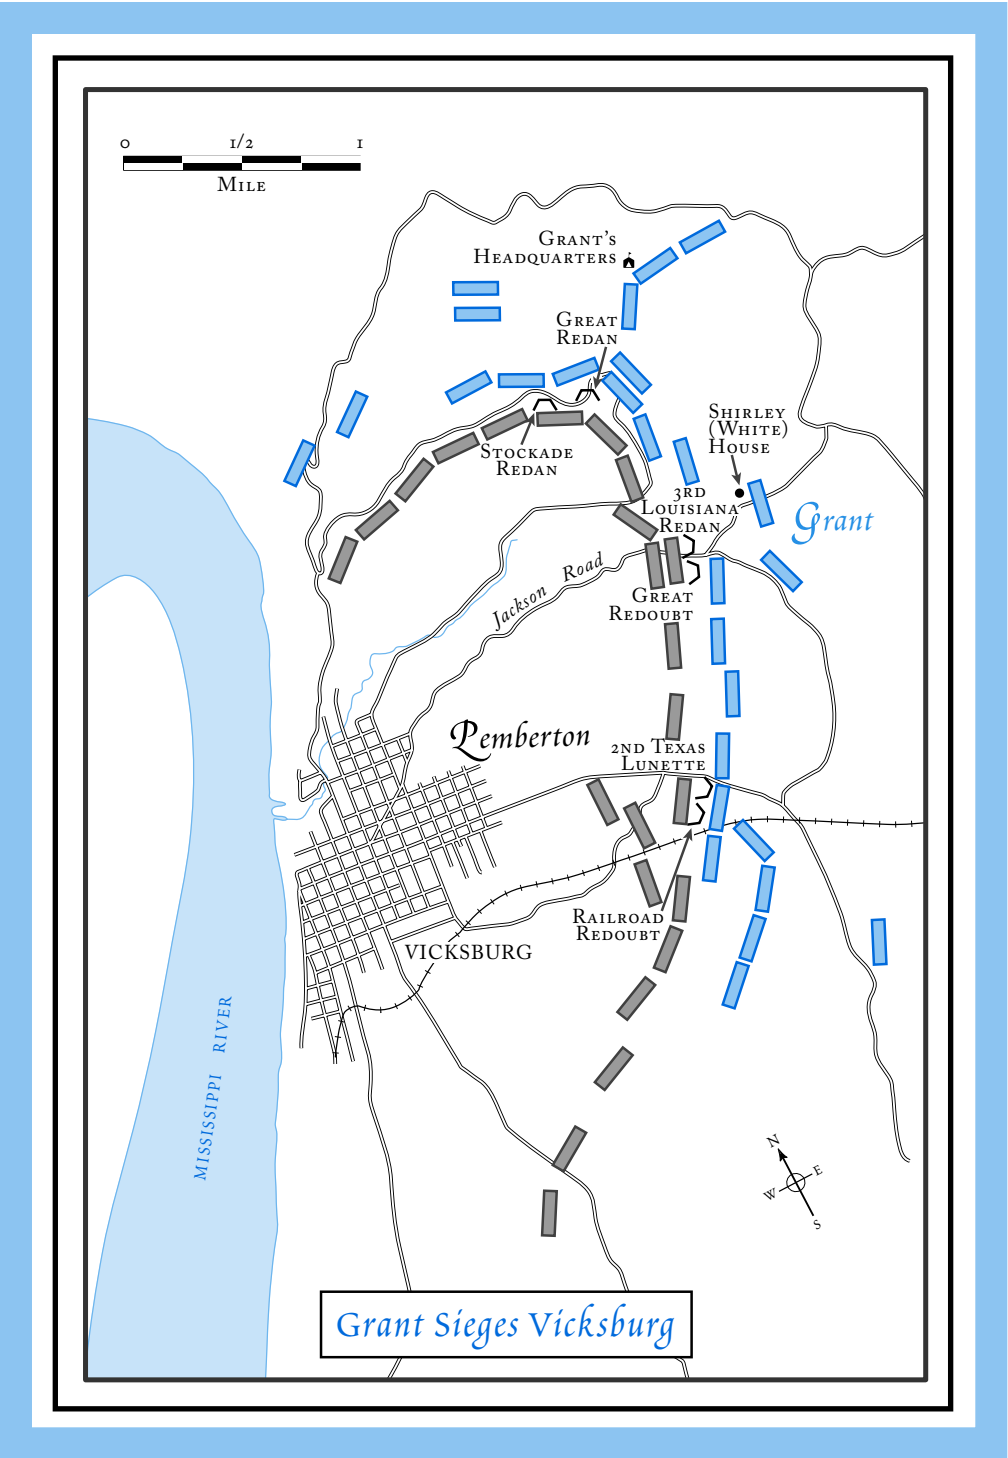 0 1/2 1
Mile
Grant's
Headquarters
Great
Redan
Shirley
(White)
House
Stockade
Redan
3rd
Louisiana
Redan
Grant
Jackson Road
Great
Redoubt
Pemberton
2nd Texas
Lunette
Railroad
Redoubt
VICKSBURG
MISSISSIPPI RIVER
N
E
W
S
Grant Sieges Vicksburg